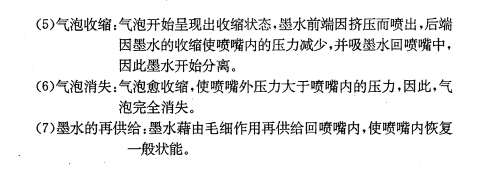 (5)气泡收缩:气泡开始呈现出收缩状态,墨水前端因挤压而喷出,后端
因墨水的收缩使喷嘴内的压力减少,并吸墨水回喷嘴中,
因此墨水开始分离。
(6)气泡消失:气泡愈收缩,使喷嘴外压力大于喷嘴内的压力,因此,气
泡完全消失。
(7)墨水的再供给:墨水藉由毛细作用再供给回喷嘴内,使喷嘴内恢复
一般状能。